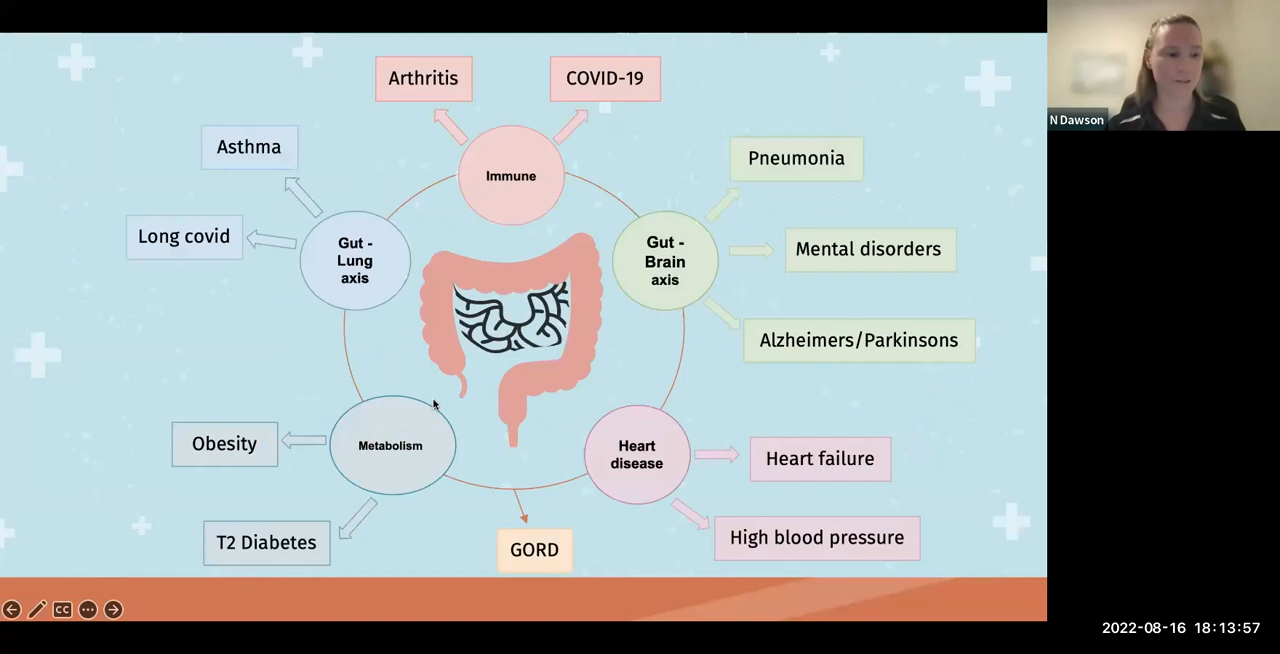 Arthritis
COVID-19
Asthma
Immune
Pneumonia
Long covid
Gut -
Lung
axis
Gut -
Brain
axis
Mental disorders
Alzheimers/Parkinsons
Obesity
Metabolism
Heart
disease
Heart failure
T2 Diabetes
GORD
High blood pressure
CC
N Dawson
2022-08-16 18:13:57